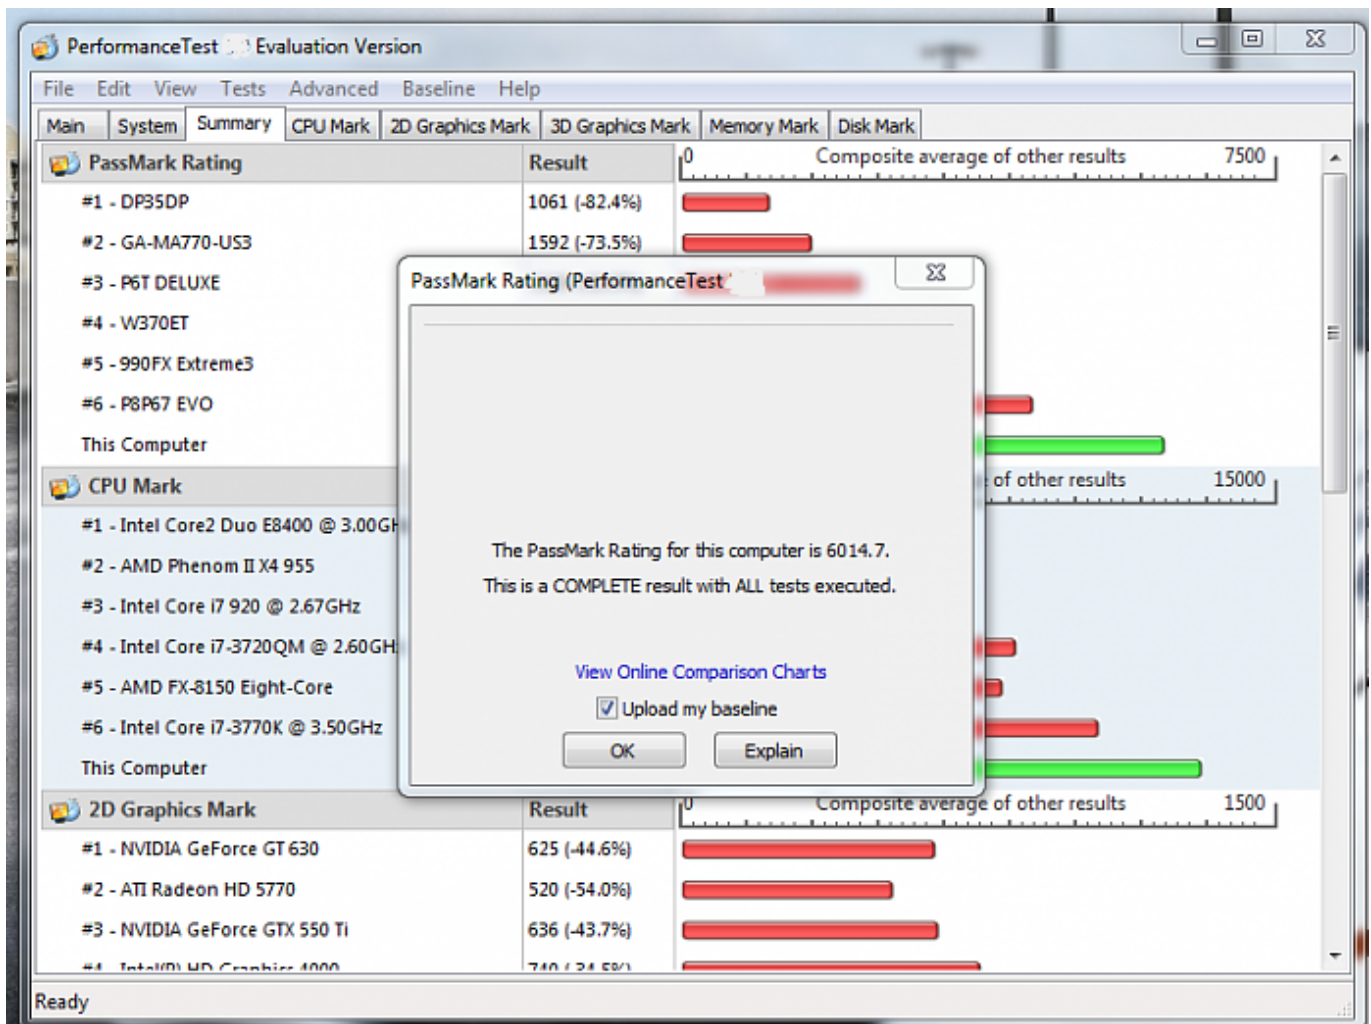 PerformanceTest Evaluation Version
File Edit View Tests Advanced Baseline Help
Main System Summary CPU Mark 2D Graphics Mark 3D Graphics Mark Memory Mark Disk Mark
PassMark Rating Result 0 Composite average of other results 7500
#1 - DP35DP 1061 (-82.4%)
#2 - GA-MA770-US3 1592 (-73.5%)
#3 - P6T DELUXE
#4 - W370ET
#5 - 990FX Extreme3
#6 - P8P67 EVO
This Computer
CPU Mark of other results 15000
#1 - Intel Core2 Duo E8400 @ 3.00GH
#2 - AMD Phenom II X4 955
#3 - Intel Core i7 920 @ 2.67GHz
#4 - Intel Core i7-3720QM @ 2.60GH
#5 - AMD FX-8150 Eight-Core
#6 - Intel Core i7-3770K @ 3.50GHz
This Computer
PassMark Rating (PerformanceTest
The PassMark Rating for this computer is 6014.7.
This is a COMPLETE result with ALL tests executed.
View Online Comparison Charts
Upload my baseline
OK Explain
2D Graphics Mark Result 0 Composite average of other results 1500
#1 - NVIDIA GeForce GT 630 625 (-44.6%)
#2 - ATI Radeon HD 5770 520 (-54.0%)
#3 - NVIDIA GeForce GTX 550 Ti 636 (-43.7%)
#4 - Intel(R) HD Graphics 4000 740 (-34.5%)
Ready